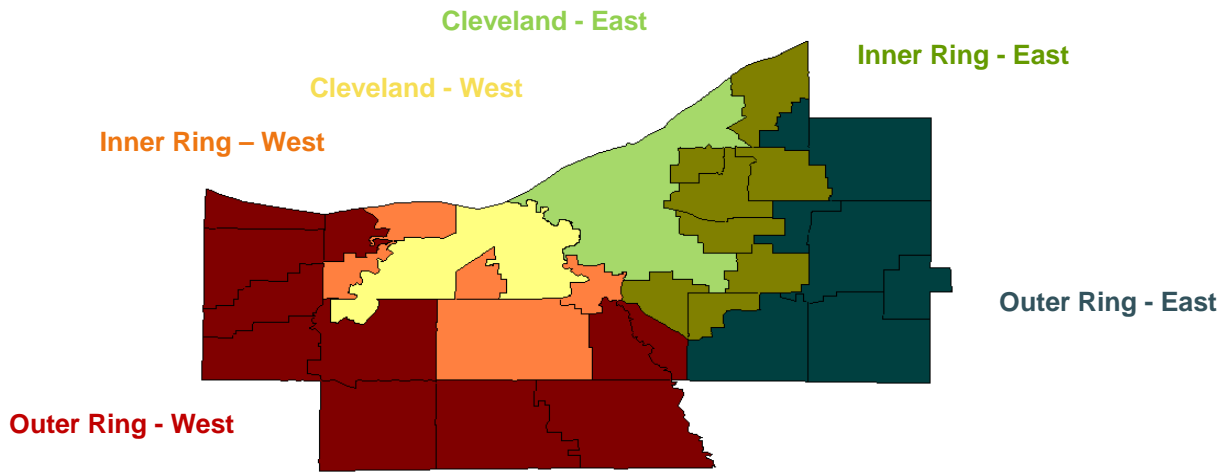 Cleveland - East
Inner Ring - East
Cleveland - West
Inner Ring – West
Outer Ring - East
Outer Ring - West